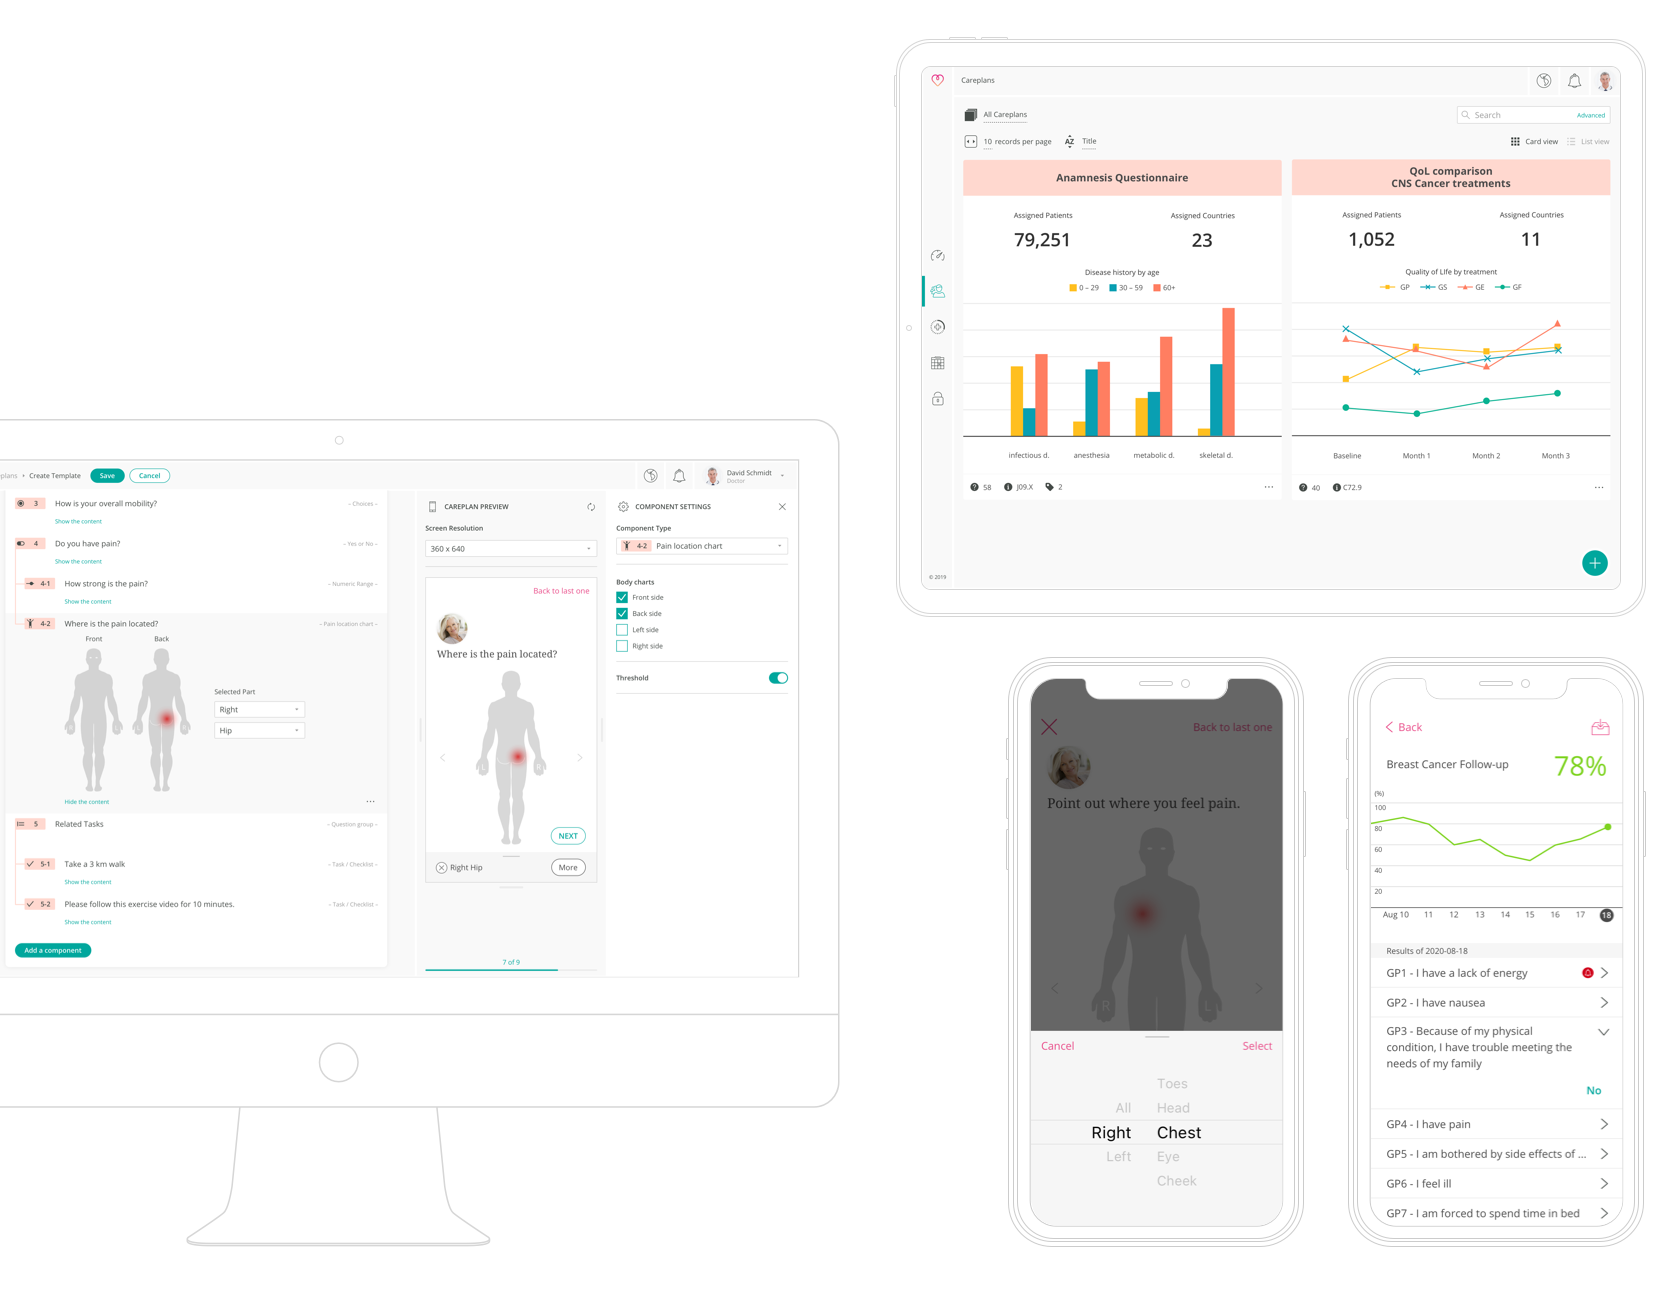 Careplans
All Careplans
Search
Advanced
10 records per page
AZ Title
Card view
List view
Anamnesis Questionnaire
Assigned Patients
Assigned Countries
79,251
23
Disease history by age
0 – 29
30 – 59
60+
infectious d.
anesthesia
metabolic d.
skeletal d.
58
J09.X
2
QoL comparison
CNS Cancer treatments
Assigned Patients
Assigned Countries
1,052
11
Quality of LIfe by treatment
GP
GS
GE
GF
Baseline
Month 1
Month 2
Month 3
40
C72.9
© 2019
plans • Create Template
Save
Cancel
David Schmidt
Doctor
3
How is your overall mobility?
– Choices –
Show the content
4
Do you have pain?
– Yes or No –
Show the content
4-1
How strong is the pain?
– Numeric Range –
Show the content
4-2
Where is the pain located?
– Pain location chart –
Front
Back
L
R
Selected Part
Right
Hip
Hide the content
5
Related Tasks
– Question group –
5-1
Take a 3 km walk
– Task / Checklist –
Show the content
5-2
Please follow this exercise video for 10 minutes.
– Task / Checklist –
Show the content
Add a component
CAREPLAN PREVIEW
Screen Resolution
360 x 640
Back to last one
Where is the pain located?
L
R
NEXT
Right Hip
More
7 of 9
COMPONENT SETTINGS
Component Type
4-2 Pain location chart
Body charts
Front side
Back side
Left side
Right side
Threshold
Back to last one
Point out where you feel pain.
R
L
Cancel
Select
Toes
All
Head
Right
Chest
Left
Eye
Cheek
Back
Breast Cancer Follow-up
78%
(%)
100
80
60
40
20
Aug 10
11
12
13
14
15
16
17
18
Results of 2020-08-18
GP1 - I have a lack of energy
GP2 - I have nausea
GP3 - Because of my physical
condition, I have trouble meeting the
needs of my family
No
GP4 - I have pain
GP5 - I am bothered by side effects of ...
GP6 - I feel ill
GP7 - I am forced to spend time in bed